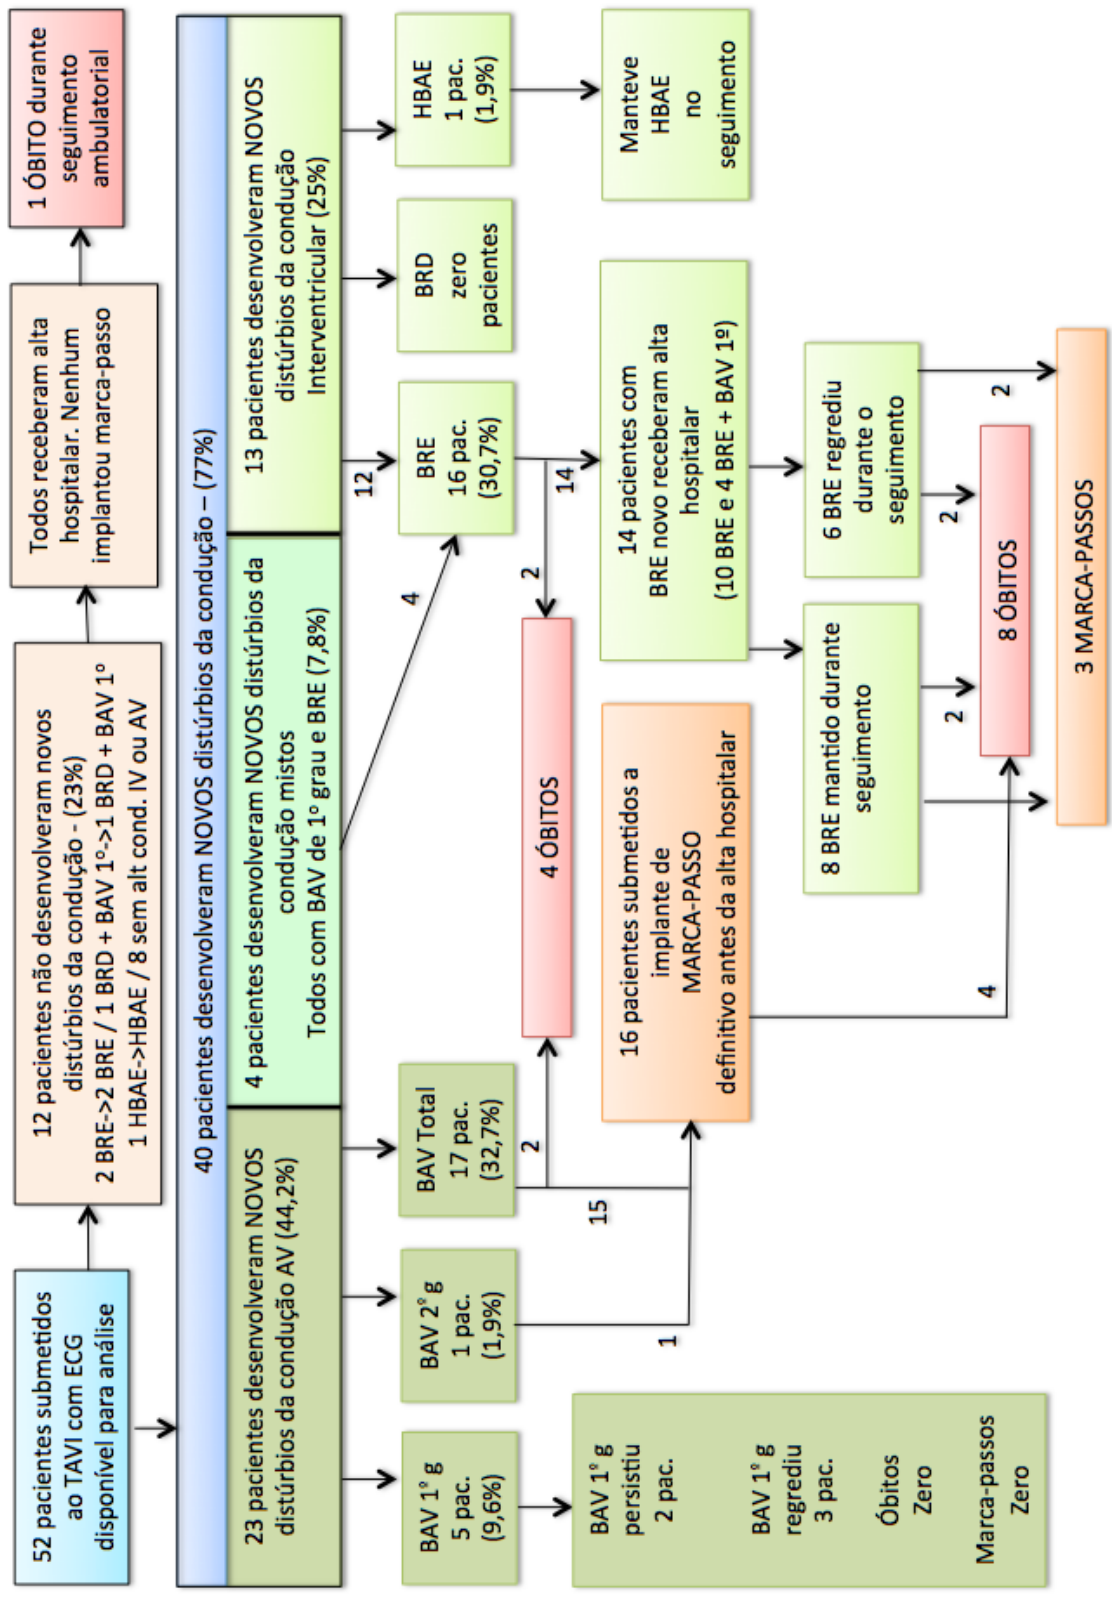 52 pacientes submetidos
ao TAVI com ECG
disponível para análise
12 pacientes não desenvolveram novos
distúrbios da condução - (23%)
2 BRE->2 BRE / 1 BRD + BAV 1º->1 BRD + BAV 1º
1 HBAE->HBAE / 8 sem alt cond. IV ou AV
Todos receberam alta
hospitalar. Nenhum
implantou marca-passo
1 ÓBITO durante
seguimento
ambulatorial
40 pacientes desenvolveram NOVOS distúrbios da condução – (77%)
23 pacientes desenvolveram NOVOS
distúrbios da condução AV (44,2%)
4 pacientes desenvolveram NOVOS distúrbios da
condução mistos
Todos com BAV de 1º grau e BRE (7,8%)
13 pacientes desenvolveram NOVOS
distúrbios da condução
Interventricular (25%)
12
4
BAV 1º g
5 pac.
(9,6%)
BAV 2º g
1 pac.
(1,9%)
BAV Total
17 pac.
(32,7%)
BRE
16 pac.
(30,7%)
BRD
zero
pacientes
HBAE
1 pac.
(1,9%)
2
2
4 ÓBITOS
15
14
1
BAV 1º g
persistiu
2 pac.
BAV 1º g
regrediu
3 pac.
Óbitos
Zero
Marca-passos
Zero
16 pacientes submetidos a
implante de
MARCA-PASSO
definitivo antes da alta hospitalar
14 pacientes com
BRE novo receberam alta
hospitalar
(10 BRE e 4 BRE + BAV 1º)
Manteve
HBAE
no
seguimento
8 BRE mantido durante
seguimento
6 BRE regrediu
durante o
seguimento
4
2
2
2
8 ÓBITOS
3 MARCA-PASSOS